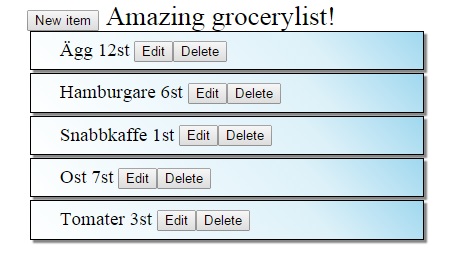 New item Amazing grocerylist!
Ägg 12st Edit Delete
Hamburgare 6st Edit Delete
Snabbkaffe 1st Edit Delete
Ost 7st Edit Delete
Tomater 3st Edit Delete